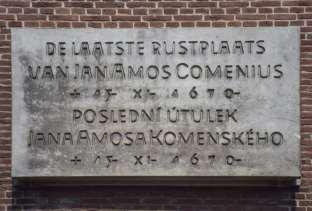 DE LAATSTE RUSTPLAATS
VAN JAN AMOS COMENIUS
+ 15 - XI - 1670 -
POSLEDNÍ ÚTULEK
JANA AMOSA KOMENSKÉHO
+ 15 - XI - 1670 -